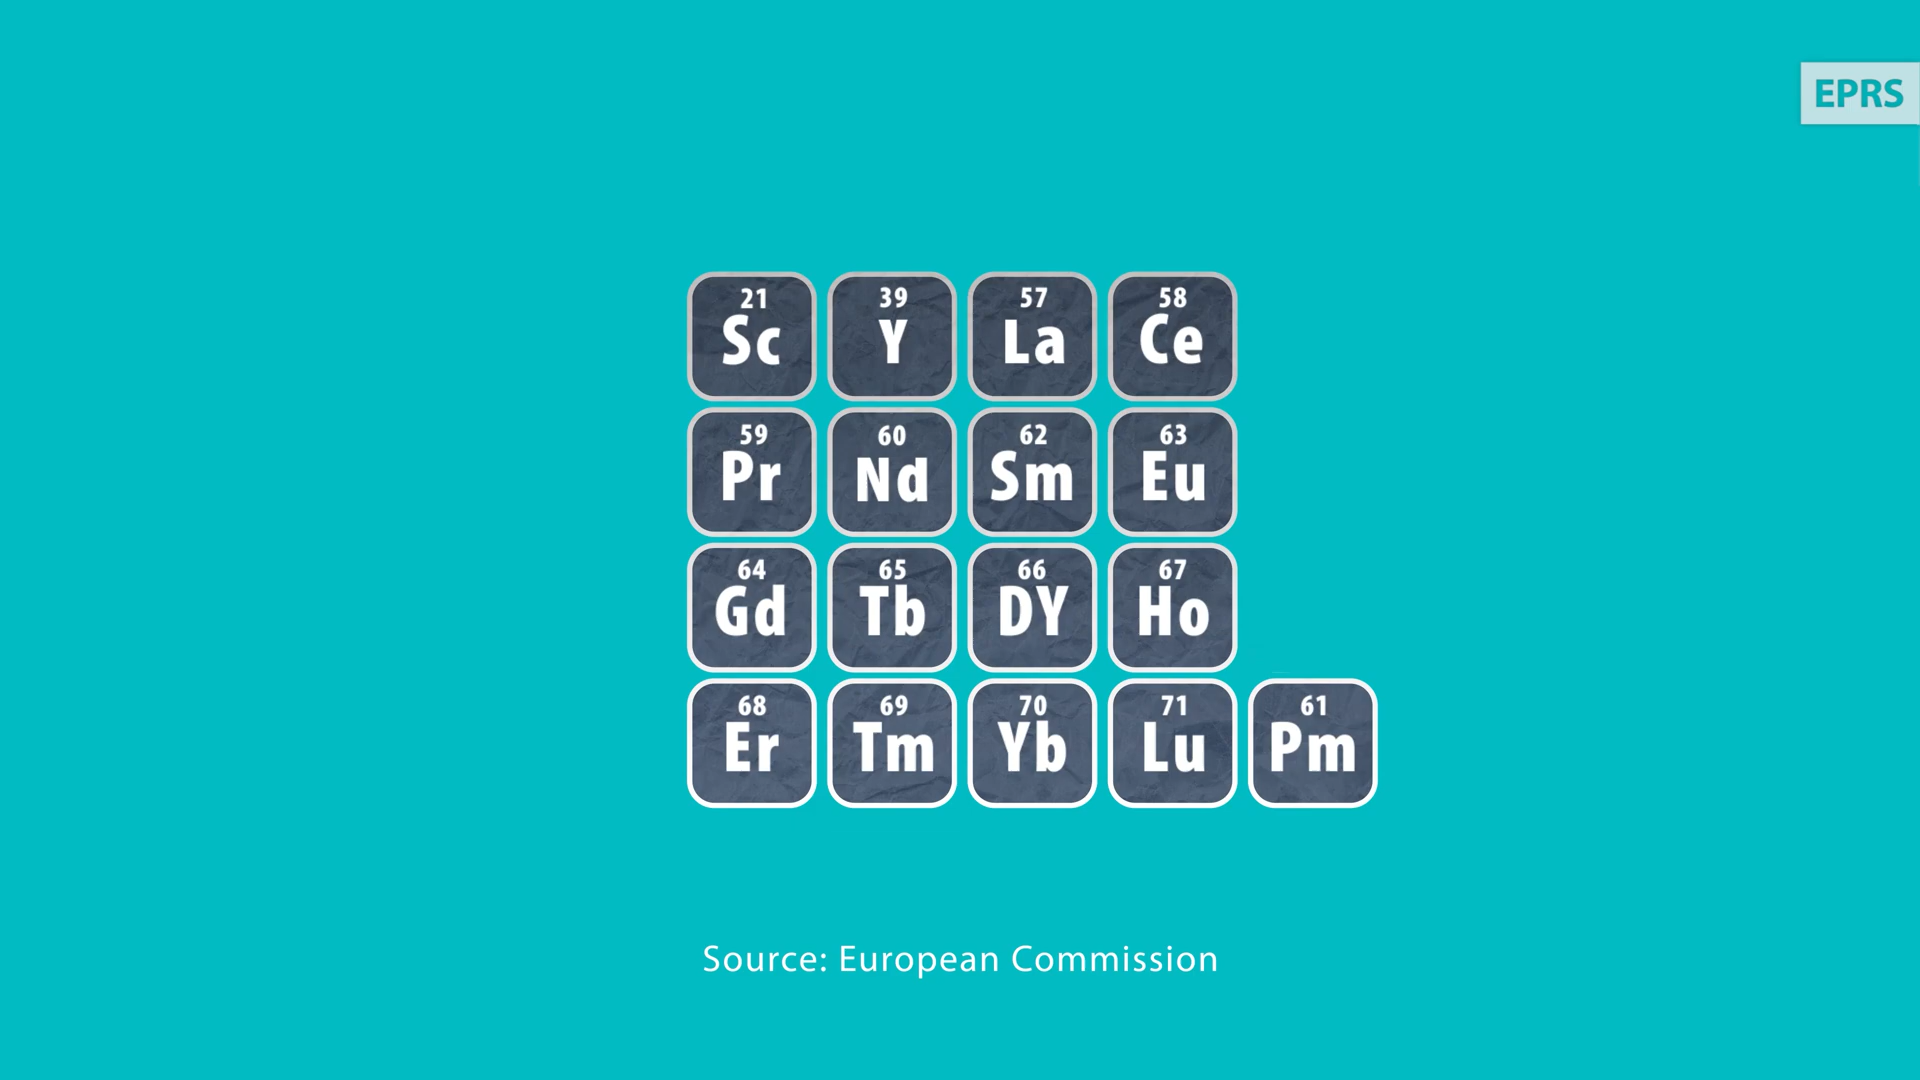 EPRS
21 39 57 58
Sc Y La Ce
59 60 62 63
Pr Nd Sm Eu
64 65 66 67
Gd Tb DY Ho
68 69 70 71 61
Er Tm Yb Lu Pm
Source: European Commission